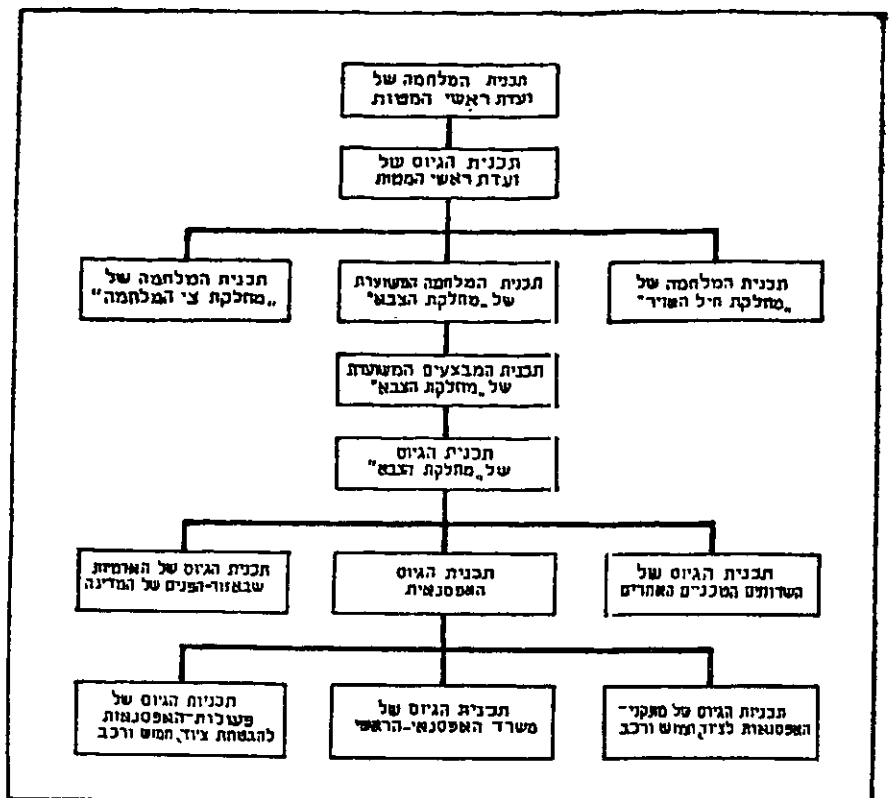 תכנית המלחמה של
ועדת ראשי המטות
תכנית הגיוס של
ועדת ראשי המטות
תכנית המלחמה של
„מחלקת חיל האויר"
תכנית המלחמה המשוערת
של „מחלקת הצבא"
תכנית המלחמה של
„מחלקת צי המלחמה"
תכנית המבצעים המשוערת
של „מחלקת הצבא"
תכנית הגיוס
של „מחלקת הצבא"
תכנית הגיוס של
השרותים הטכניים האחרים
תכנית הגיוס
האפסנאית
תכנית הגיוס של הארמיות
שבאזור-הפנים של המדינה
תכניות הגיוס של מתקני-
האפסנאות לציוד, חמוש ורכב
תכנית הגיוס של
משרד האפסנאי-הראשי
תכניות הגיוס של
פעולות-האפסנאות
להבטחת ציוד, חמוש ורכב